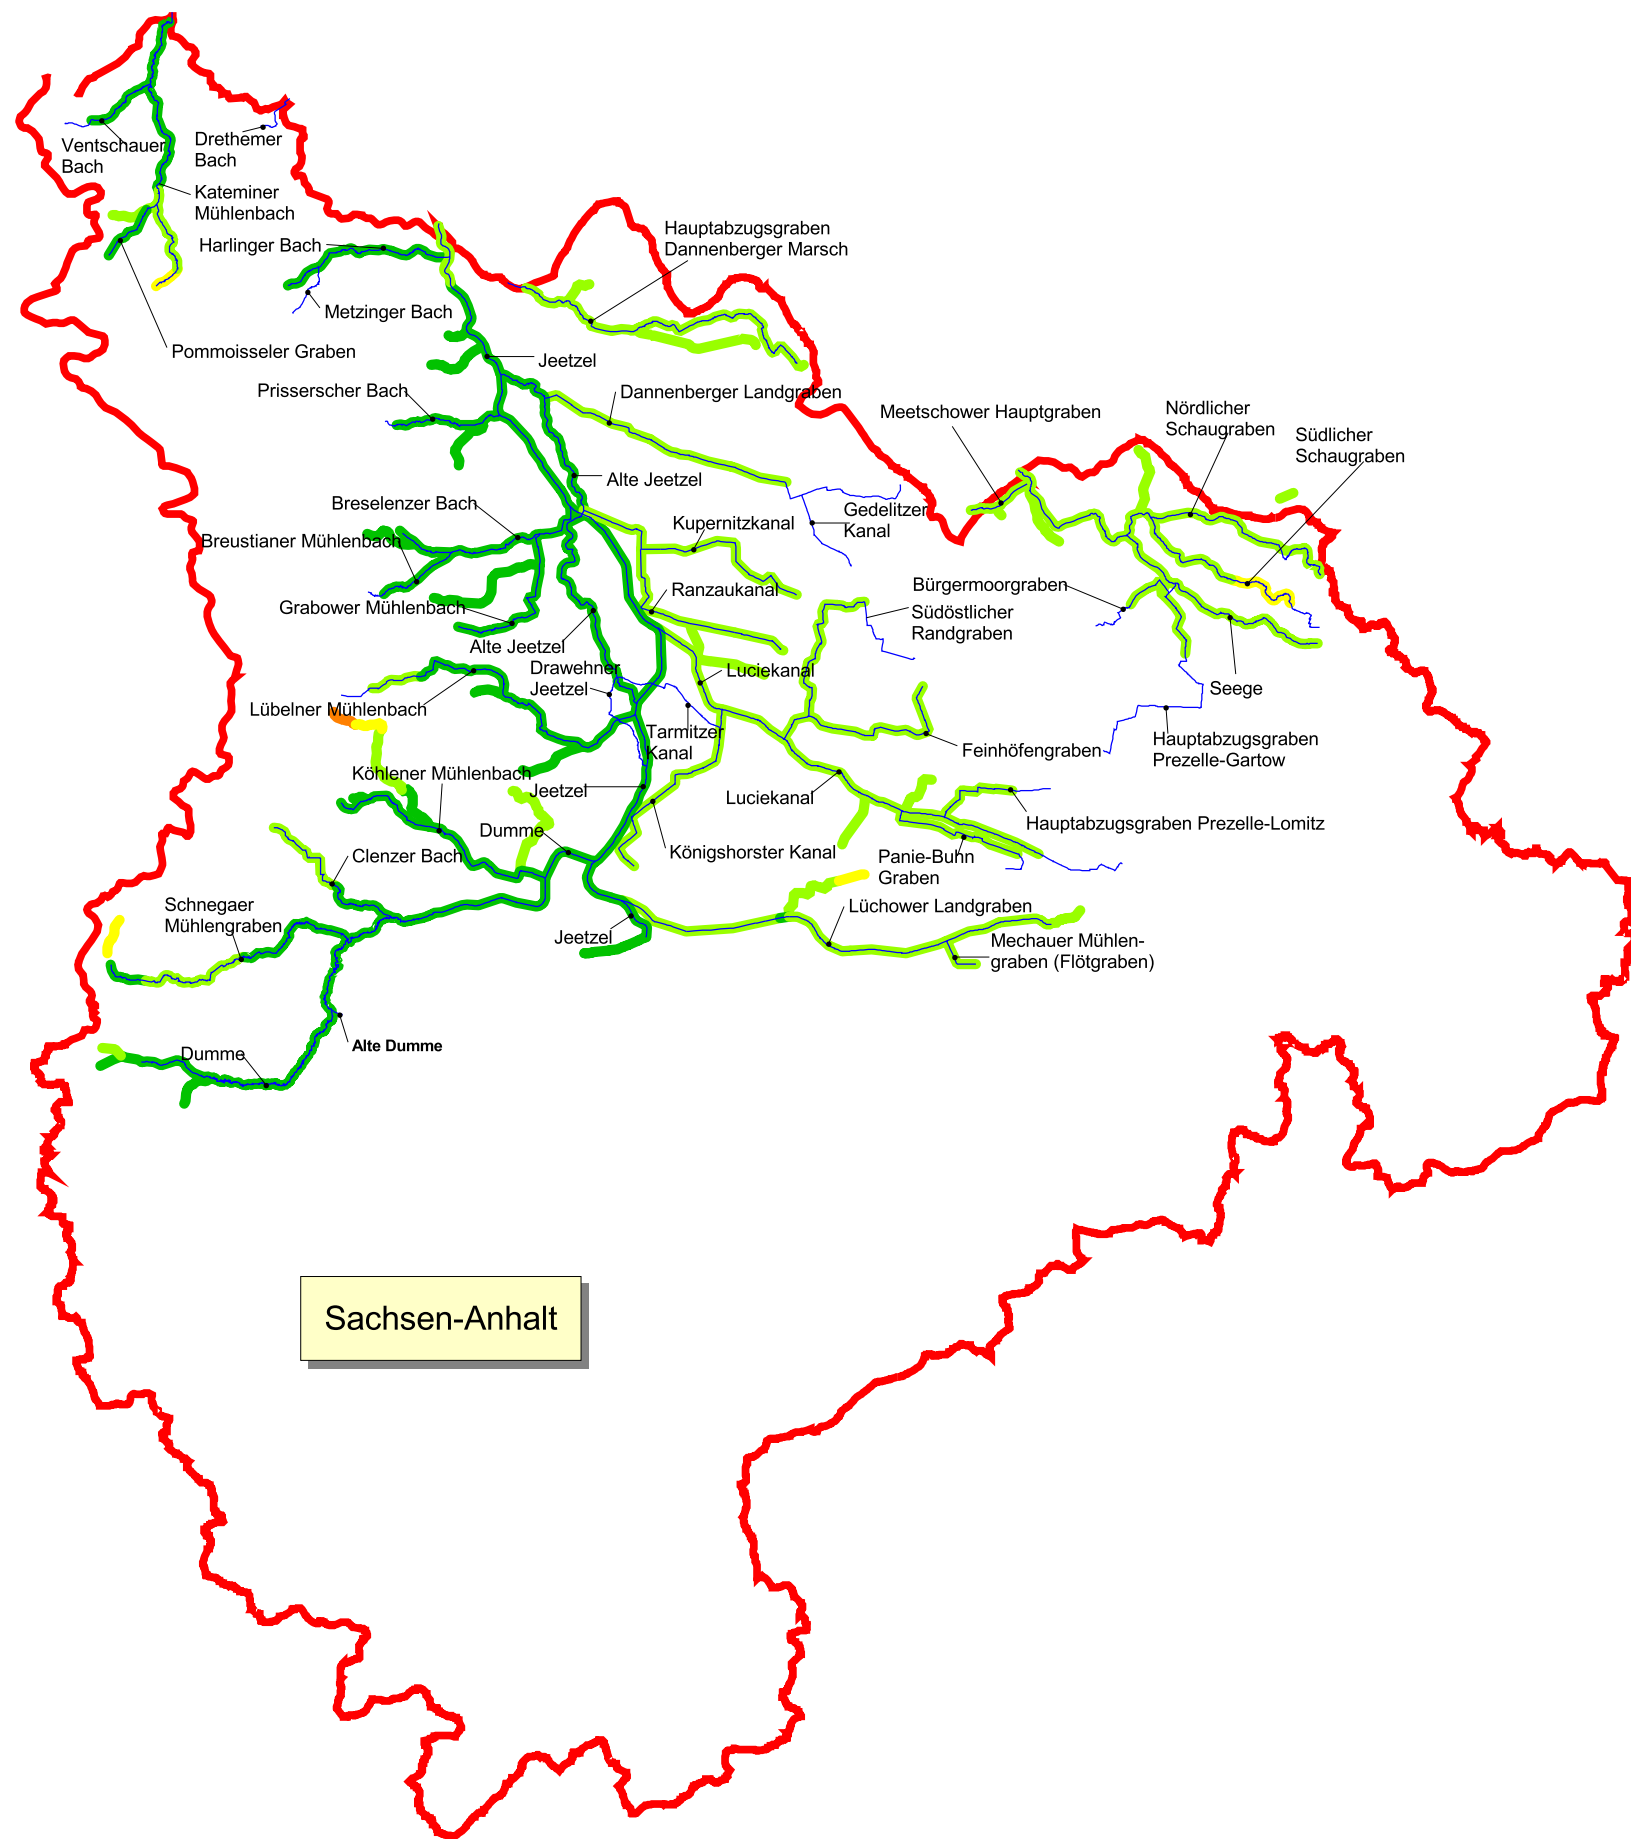 Ventschauer
Bach
Drethemer
Bach
Kateminer
Mühlenbach
Harlinger Bach
Hauptabzugsgraben
Dannenberger Marsch
Metzinger Bach
Pommoisseler Graben
Jeetzel
Prisserscher Bach
Dannenberger Landgraben
Meetschower Hauptgraben
Nördlicher
Schaugraben
Südlicher
Schaugraben
Alte Jeetzel
Breselenzer Bach
Gedelitzer
Kanal
Kupernitzkanal
Breustianer Mühlenbach
Bürgermoorgraben
Ranzaukanal
Grabower Mühlenbach
Südöstlicher
Randgraben
Alte Jeetzel
Drawehner
Jeetzel
Luciekanal
Seege
Lübelner Mühlenbach
Tarmitzer
Kanal
Feinhöfengraben
Hauptabzugsgraben
Prezelle-Gartow
Köhlener Mühlenbach
Jeetzel
Luciekanal
Dumme
Hauptabzugsgraben Prezelle-Lomitz
Clenzer Bach
Königshorster Kanal
Panie-Buhn
Graben
Schnegaer
Mühlengraben
Lüchower Landgraben
Jeetzel
Mechauer Mühlen-
graben (Flötgraben)
Dumme
Alte Dumme
Sachsen-Anhalt